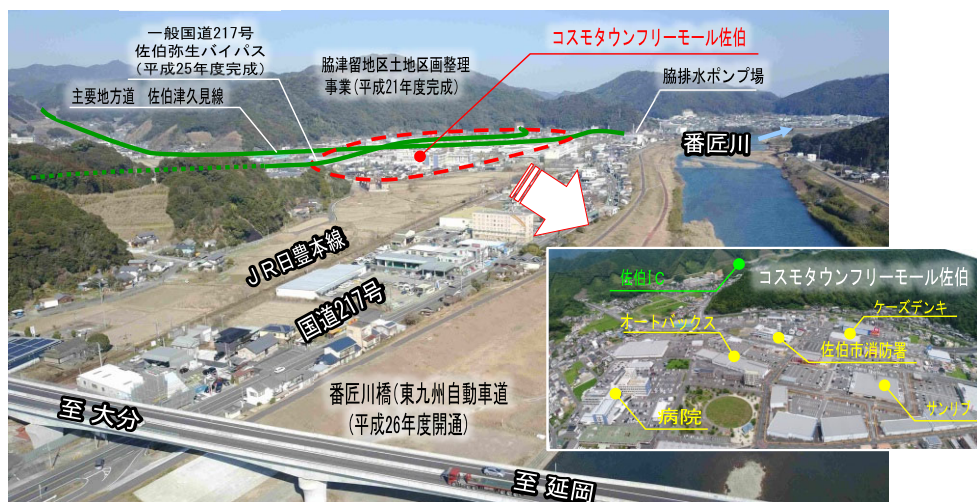 一般国道217号
佐伯弥生バイパス
(平成25年度完成)
主要地方道 佐伯津久見線
脇津留地区土地区画整理
事業(平成21年度完成)
コスモタウンフリーモール佐伯
脇排水ポンプ場
番匠川
JR日豊本線
国道217号
番匠川橋(東九州自動車道
(平成26年度開通)
至 大分
至 延岡
佐伯IC
コスモタウンフリーモール佐伯
オートバックス
ケーズデンキ
佐伯市消防署
サンリブ
病院